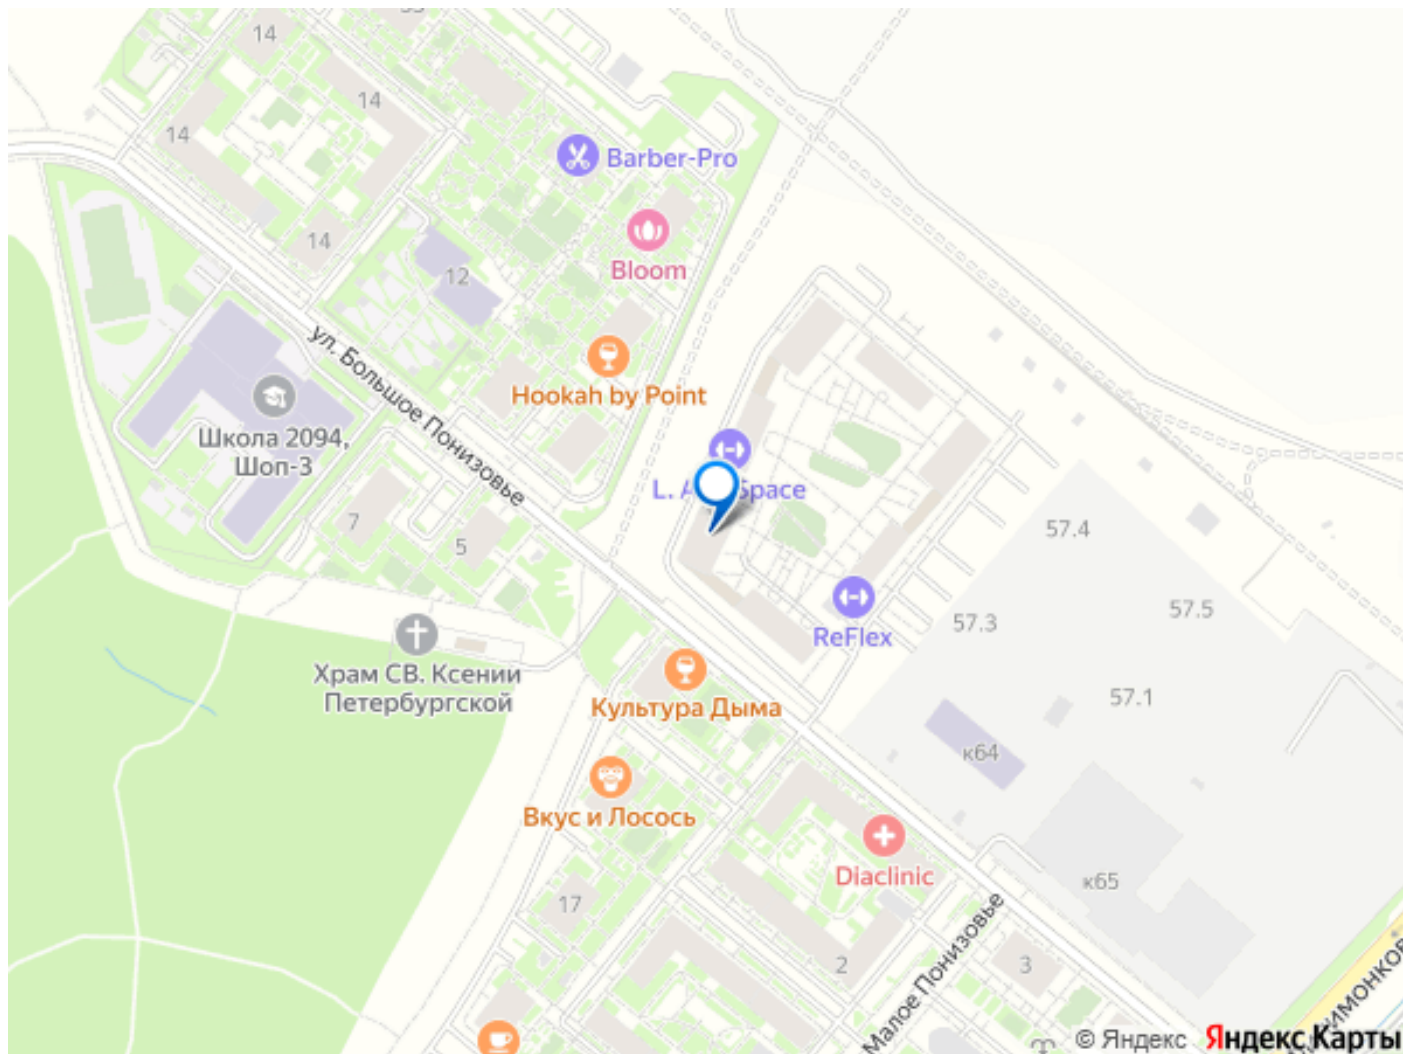 14
14
14
Barber-Pro
14
Bloom
12
ул. Большое Понизовье
Hookah by Point
Школа 2094,
Шоп-3
L.
Space
7
5
57.4
57.3
57.5
ReFlex
Храм СВ. Ксении
Петербургской
57.1
Культура Дыма
к64
Вкус и Лосось
Diaclinic
к65
17
2
Малое Понизовье
3
© Яндекс
Яндекс Карты